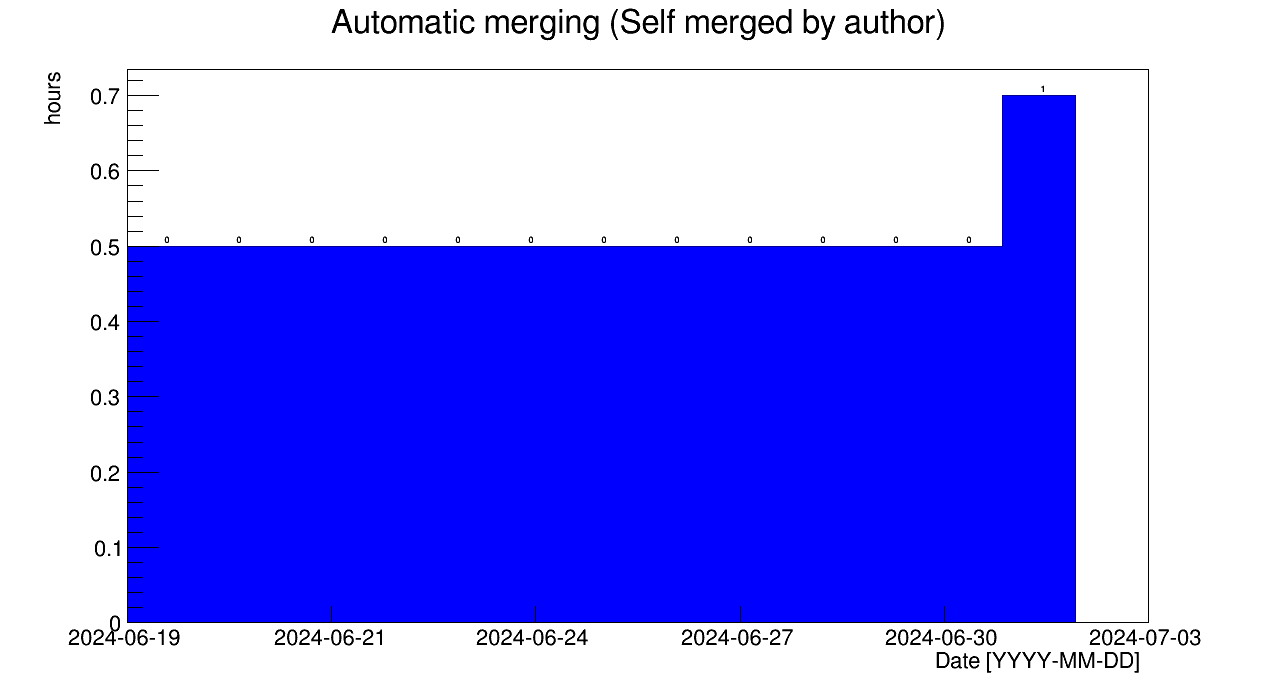 Automatic merging (Self merged by author)
hours
0.7
0.6
0.5
0.4
0.3
0.2
0.1
0
0 0 0 0 0 0 0 0 0 0 0 0 1
2024-06-19 2024-06-21 2024-06-24 2024-06-27 2024-06-30 2024-07-03
Date [YYYY-MM-DD]